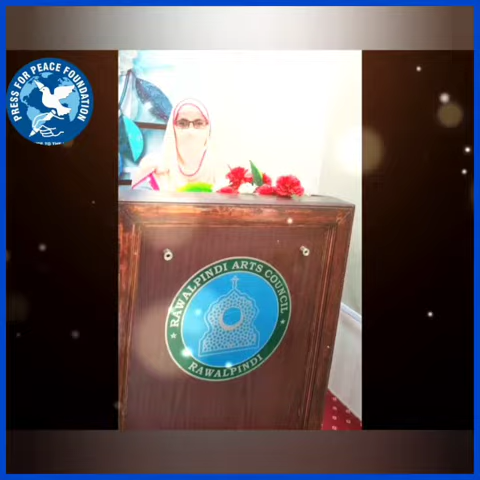 PRESS FOR PEACE FOUNDATION
RAWALPINDI ARTS COUNCIL
RAWALPINDI